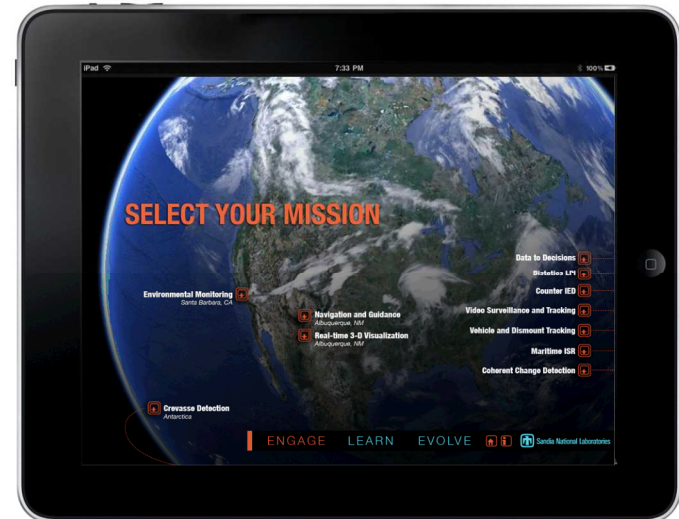 iPad 7:33 PM 100%
SELECT YOUR MISSION
Data to Decisions
Counter IED
Environmental Monitoring
Santa Barbara, CA
Video Surveillance and Tracking
Navigation and Guidance
Albuquerque, NM
Vehicle and Dismount Tracking
Real-time 3-D Visualization
Albuquerque, NM
Maritime ISR
Coherent Change Detection
Crevasse Detection
Antarctica
ENGAGE LEARN EVOLVE Sandia National Laboratories